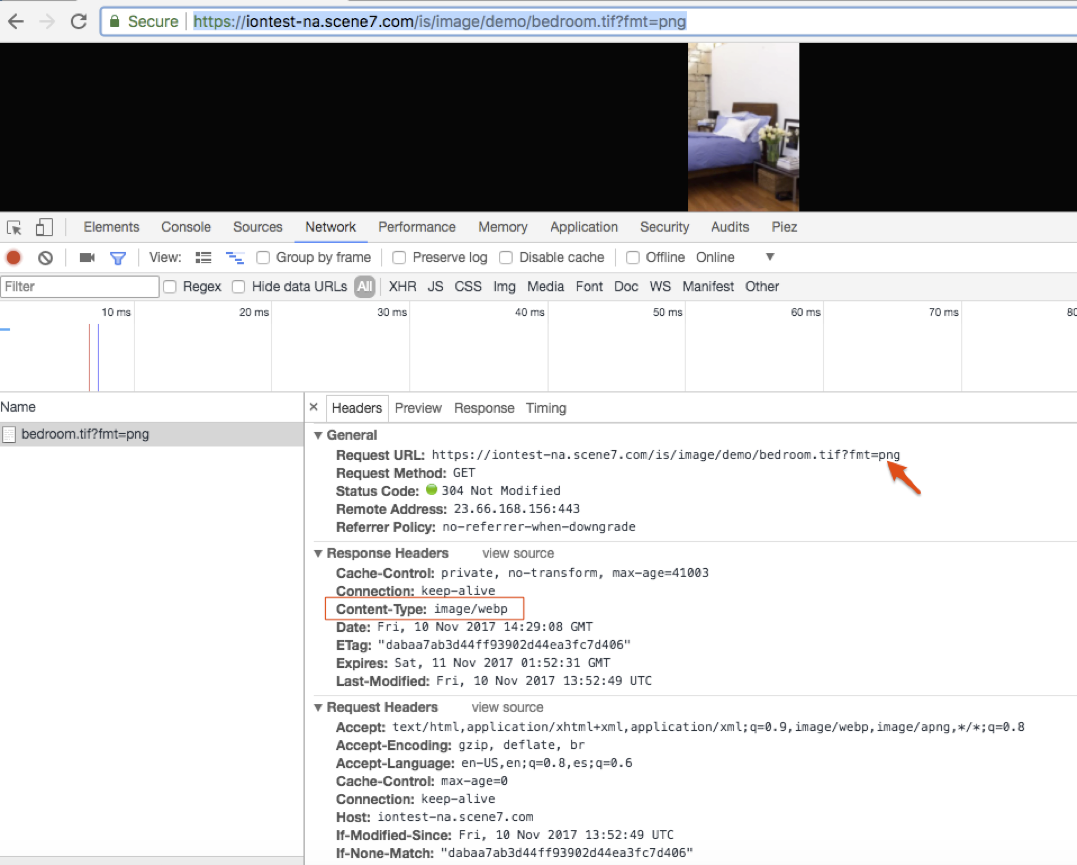 Secure https://iontest-na.scene7.com/is/image/demo/bedroom.tif?fmt=png
Elements Console Sources Network Performance Memory Application Security Audits Piez
View: Group by frame Preserve log Disable cache Offline Online
Filter Regex Hide data URLs All XHR JS CSS Img Media Font Doc WS Manifest Other
10 ms 20 ms 30 ms 40 ms 50 ms 60 ms 70 ms 80
Name
bedroom.tif?fmt=png
× Headers Preview Response Timing
General
Request URL: https://iontest-na.scene7.com/is/image/demo/bedroom.tif?fmt=png
Request Method: GET
Status Code: 304 Not Modified
Remote Address: 23.66.168.156:443
Referrer Policy: no-referrer-when-downgrade
Response Headers view source
Cache-Control: private, no-transform, max-age=41003
Connection: keep-alive
Content-Type: image/webp
Date: Fri, 10 Nov 2017 14:29:08 GMT
ETag: "dabaa7ab3d44ff93902d44ea3fc7d406"
Expires: Sat, 11 Nov 2017 01:52:31 GMT
Last-Modified: Fri, 10 Nov 2017 13:52:49 UTC
Request Headers view source
Accept: text/html,application/xhtml+xml,application/xml;q=0.9,image/webp,image/apng,*/*;q=0.8
Accept-Encoding: gzip, deflate, br
Accept-Language: en-US,en;q=0.8,es;q=0.6
Cache-Control: max-age=0
Connection: keep-alive
Host: iontest-na.scene7.com
If-Modified-Since: Fri, 10 Nov 2017 13:52:49 UTC
If-None-Match: "dabaa7ab3d44ff93902d44ea3fc7d406"